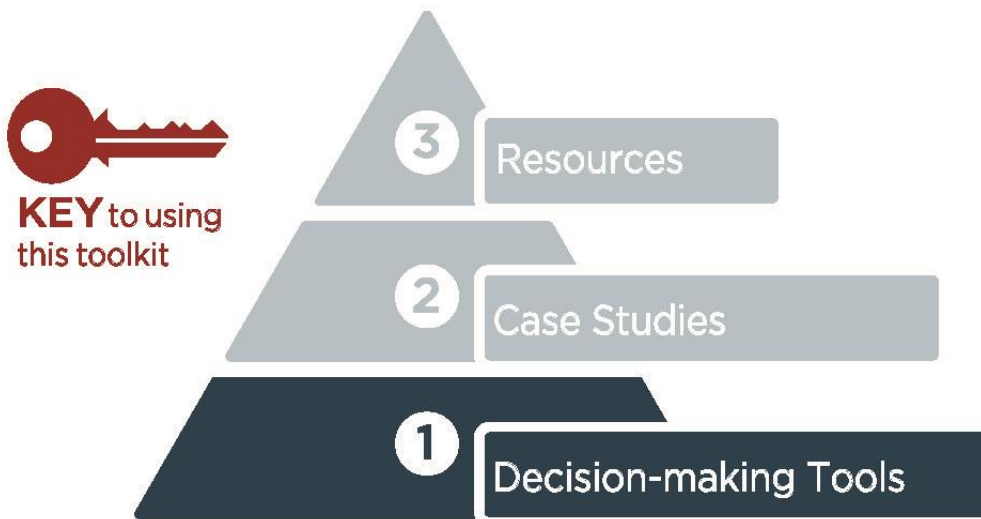 3
Resources
KEY to using
this toolkit
2
Case Studies
1
Decision-making Tools